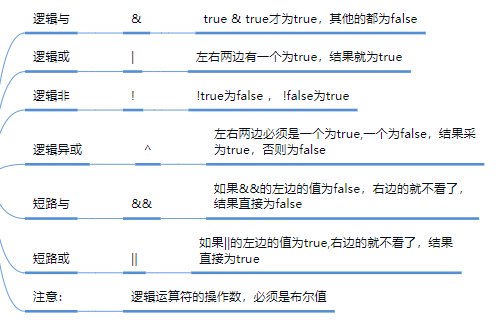 逻辑与 & true & true才为true，其他的都为false
逻辑或 | 左右两边有一个为true，结果就为true
逻辑非 ! !true为false ， !false为true
逻辑异或 ^ 左右两边必须是一个为true,一个为false，结果采
为true，否则为false
短路与 && 如果&&的左边的值为false，右边的就不看了，
结果直接为false
短路或 || 如果||的左边的值为true,右边的就不看了，结果
直接为true
注意： 逻辑运算符的操作数，必须是布尔值